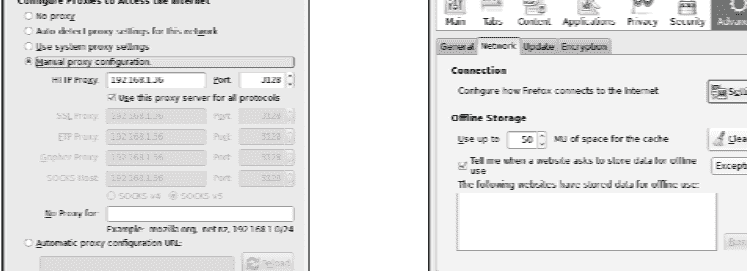 Configure Proxies to Access the Internet
No proxy
Auto detect proxy settings for this network
Use system proxy settings
Manual proxy configuration:
HTTP Proxy: 192.168.1.36 Port: 3128
Use this proxy server for all protocols
SSL Proxy: 192.168.1.36 Port: 3128
FTP Proxy: 192.168.1.36 Port: 3128
Gopher Proxy: 192.168.1.36 Port: 3128
SOCKS Host: 192.168.1.36 Port: 3128
SOCKS v4 SOCKS v5
No Proxy for:
Example: .mozilla.org, .net.nz, 192.168.1.0/24
Automatic proxy configuration URL:
Reload
Main Tabs Content Applications Privacy Security Advanc
General Network Update Encryption
Connection
Configure how Firefox connects to the Internet
Setti
Offline Storage
Use up to 50 MB of space for the cache
Clea
Tell me when a website asks to store data for offline
use
Excepti
The following websites have stored data for offline use: